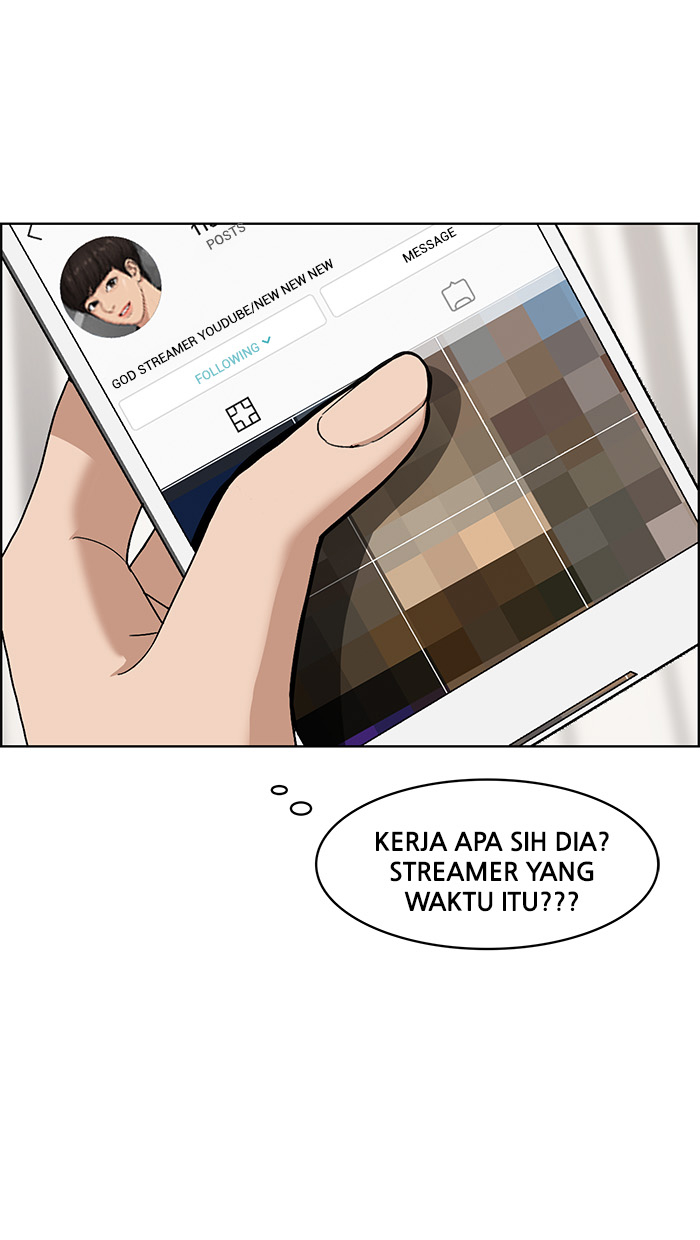 POSTS
MESSAGE
GOD STREAMER YOUDUBE/NEW NEW NEW
FOLLOWING
KERJA APA SIH DIA?
STREAMER YANG
WAKTU ITU???